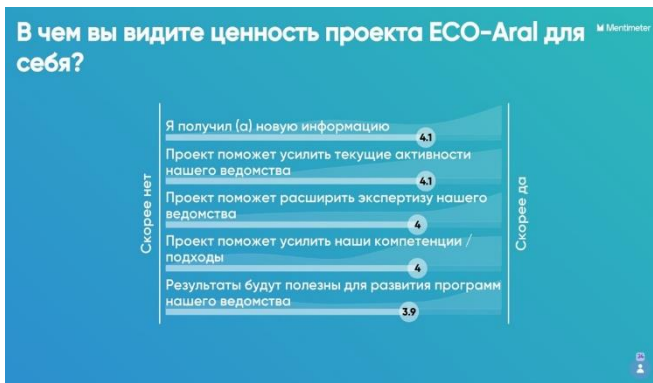 В чем вы видите ценность проекта ECO-Aral для
себя?
Mentimeter
Я получил (а) новую информацию
4.1
Проект поможет усилить текущие активности
нашего ведомства
4.1
Проект поможет расширить экспертизу нашего
ведомства
4
Проект поможет усилить наши компетенции /
подходы
4
Результаты будут полезны для развития программ
нашего ведомства
3.9
Скорее нет
Скорее да